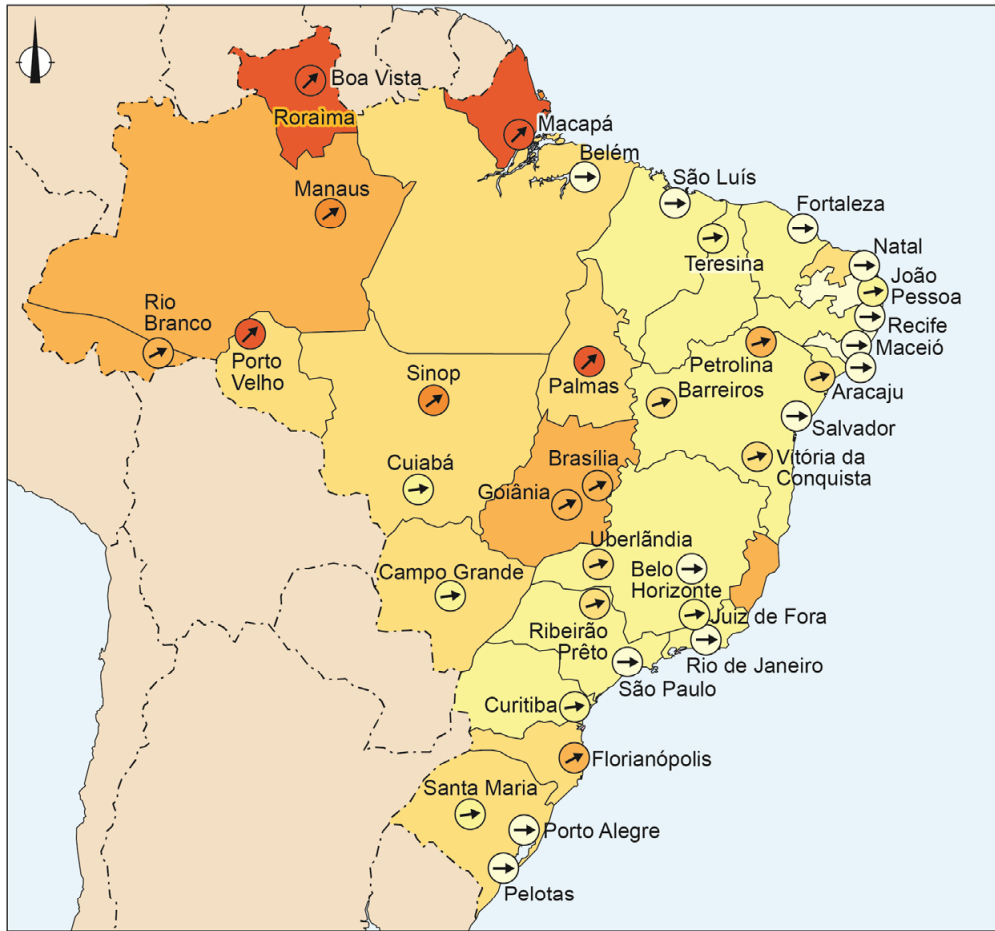 Boa Vista
Roraima
Macapá
Belém
Manaus
São Luís
Fortaleza
Teresina
Natal
João
Pessoa
Rio
Branco
Recife
Porto
Velho
Sinop
Palmas
Petrolina
Maceió
Barreiros
Aracaju
Salvador
Cuiabá
Brasília
Goiânia
Vitória da
Conquista
Uberlãndia
Campo Grande
Belo
Horizonte
Juiz de Fora
Ribeirão
Prêto
Rio de Janeiro
São Paulo
Curitiba
Florianópolis
Santa Maria
Porto Alegre
Pelotas